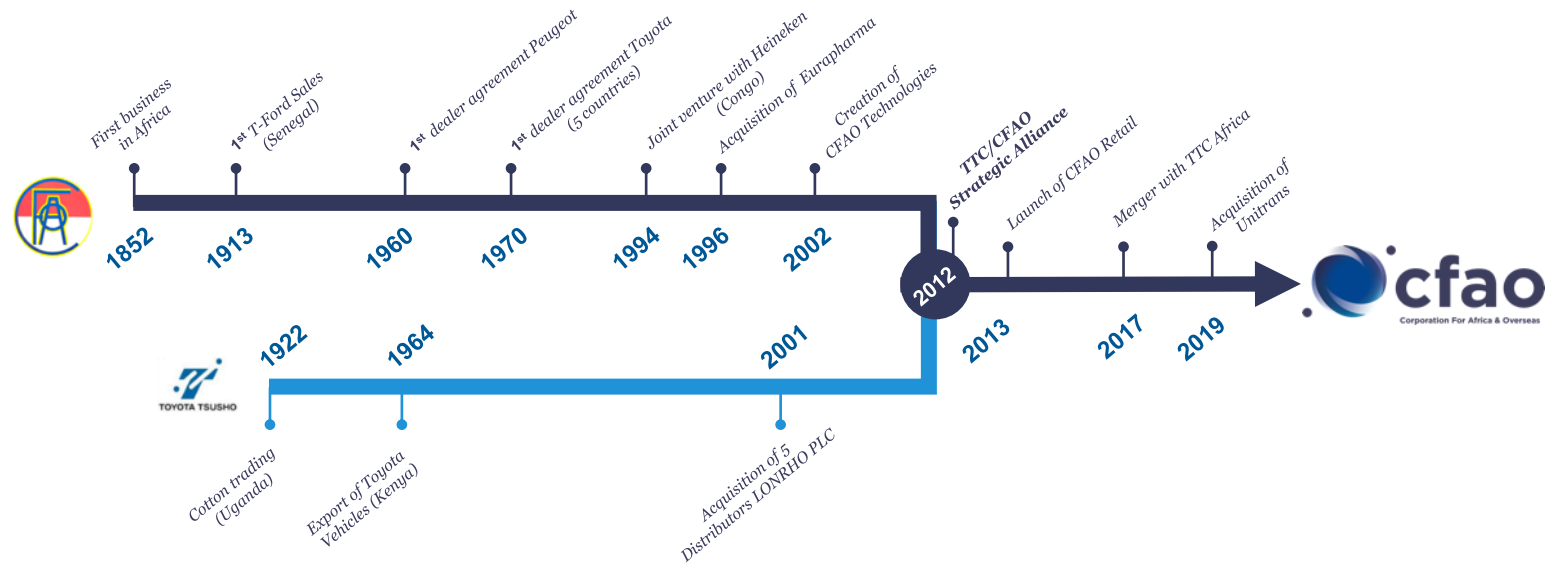 First business
in Africa
1st T-Ford Sales
(Senegal)
1st dealer agreement Peugeot
1st dealer agreement Toyota
(5 countries)
Joint venture with Heineken
(Congo)
Acquisition of Eurapharma
Creation of
CFAO Technologies
TTC/CFAO
Strategic Alliance
Launch of CFAO Retail
Merger with TTC Africa
Acquisition of
Unitrans
1852
1913
1960
1970
1994
1996
2002
2012
2013
2017
2019
cfao
Corporation For Africa & Overseas
1922
1964
2001
TOYOTA TSUSHO
Cotton trading
(Uganda)
Export of Toyota
Vehicles (Kenya)
Acquisition of 5
Distributors LONRHO PLC